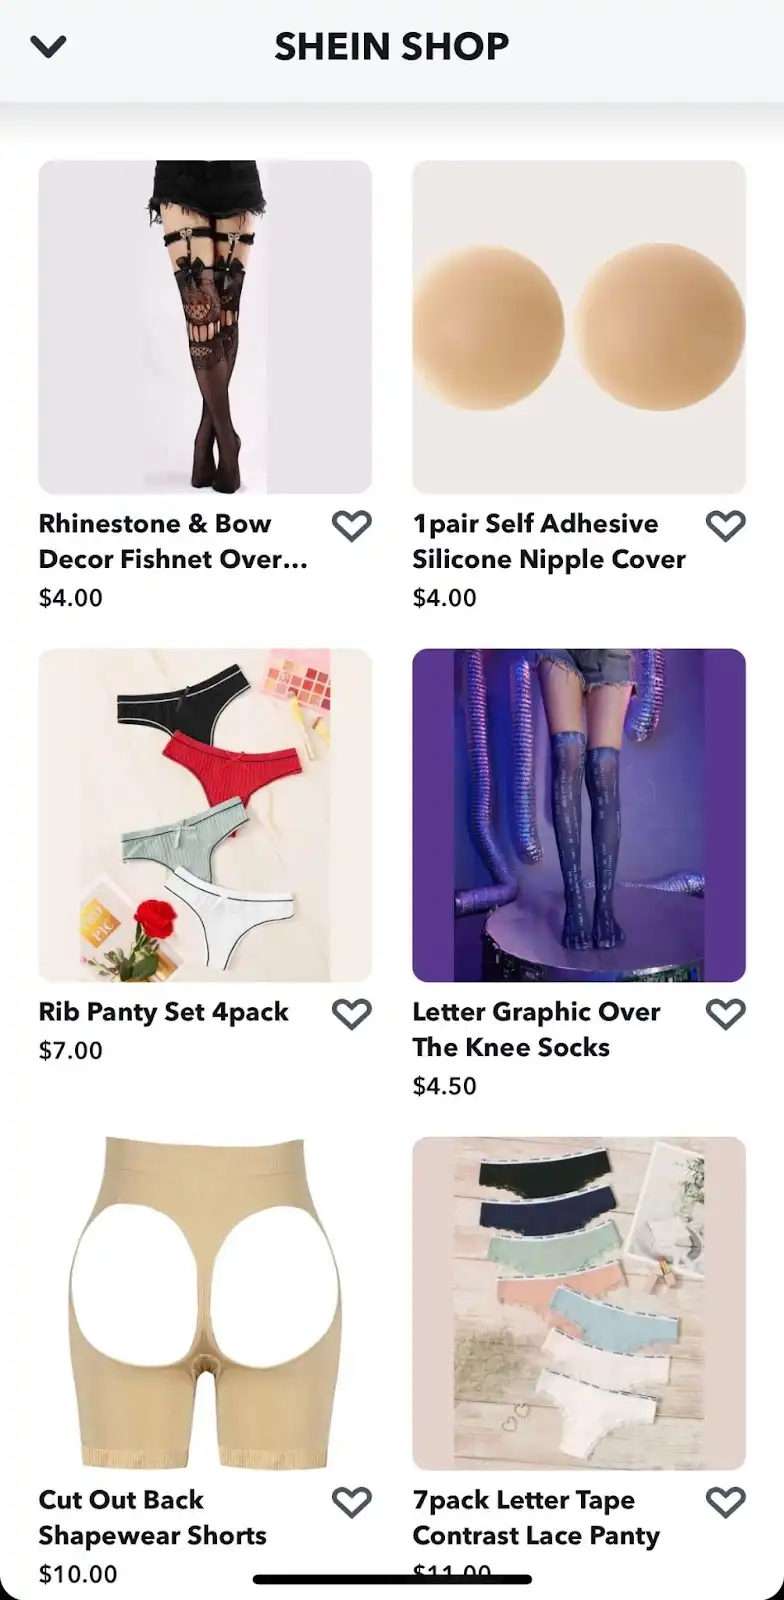 SHEIN SHOP
Rhinestone & Bow
Decor Fishnet Over...
$4.00
1pair Self Adhesive
Silicone Nipple Cover
$4.00
Rib Panty Set 4pack
$7.00
Letter Graphic Over
The Knee Socks
$4.50
Cut Out Back
Shapewear Shorts
$10.00
7pack Letter Tape
Contrast Lace Panty
$11.00